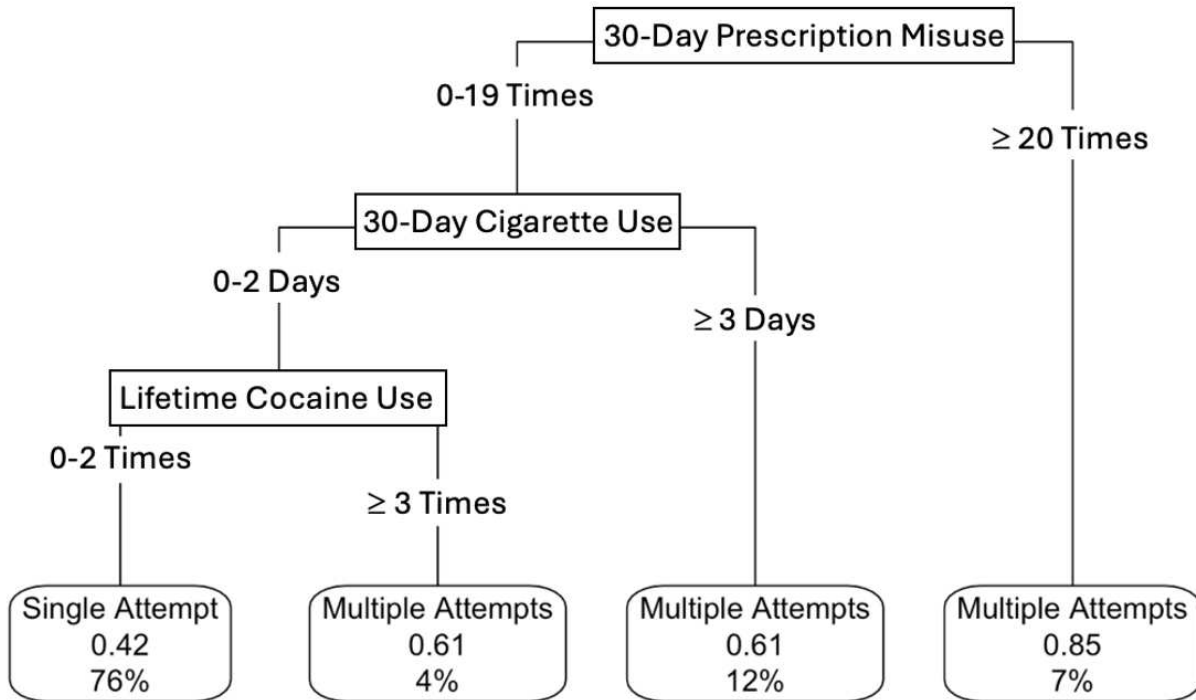 30-Day Prescription Misuse
0-19 Times
≥ 20 Times
30-Day Cigarette Use
0-2 Days
≥ 3 Days
Lifetime Cocaine Use
0-2 Times
≥ 3 Times
Single Attempt
0.42
76%
Multiple Attempts
0.61
4%
Multiple Attempts
0.61
12%
Multiple Attempts
0.85
7%